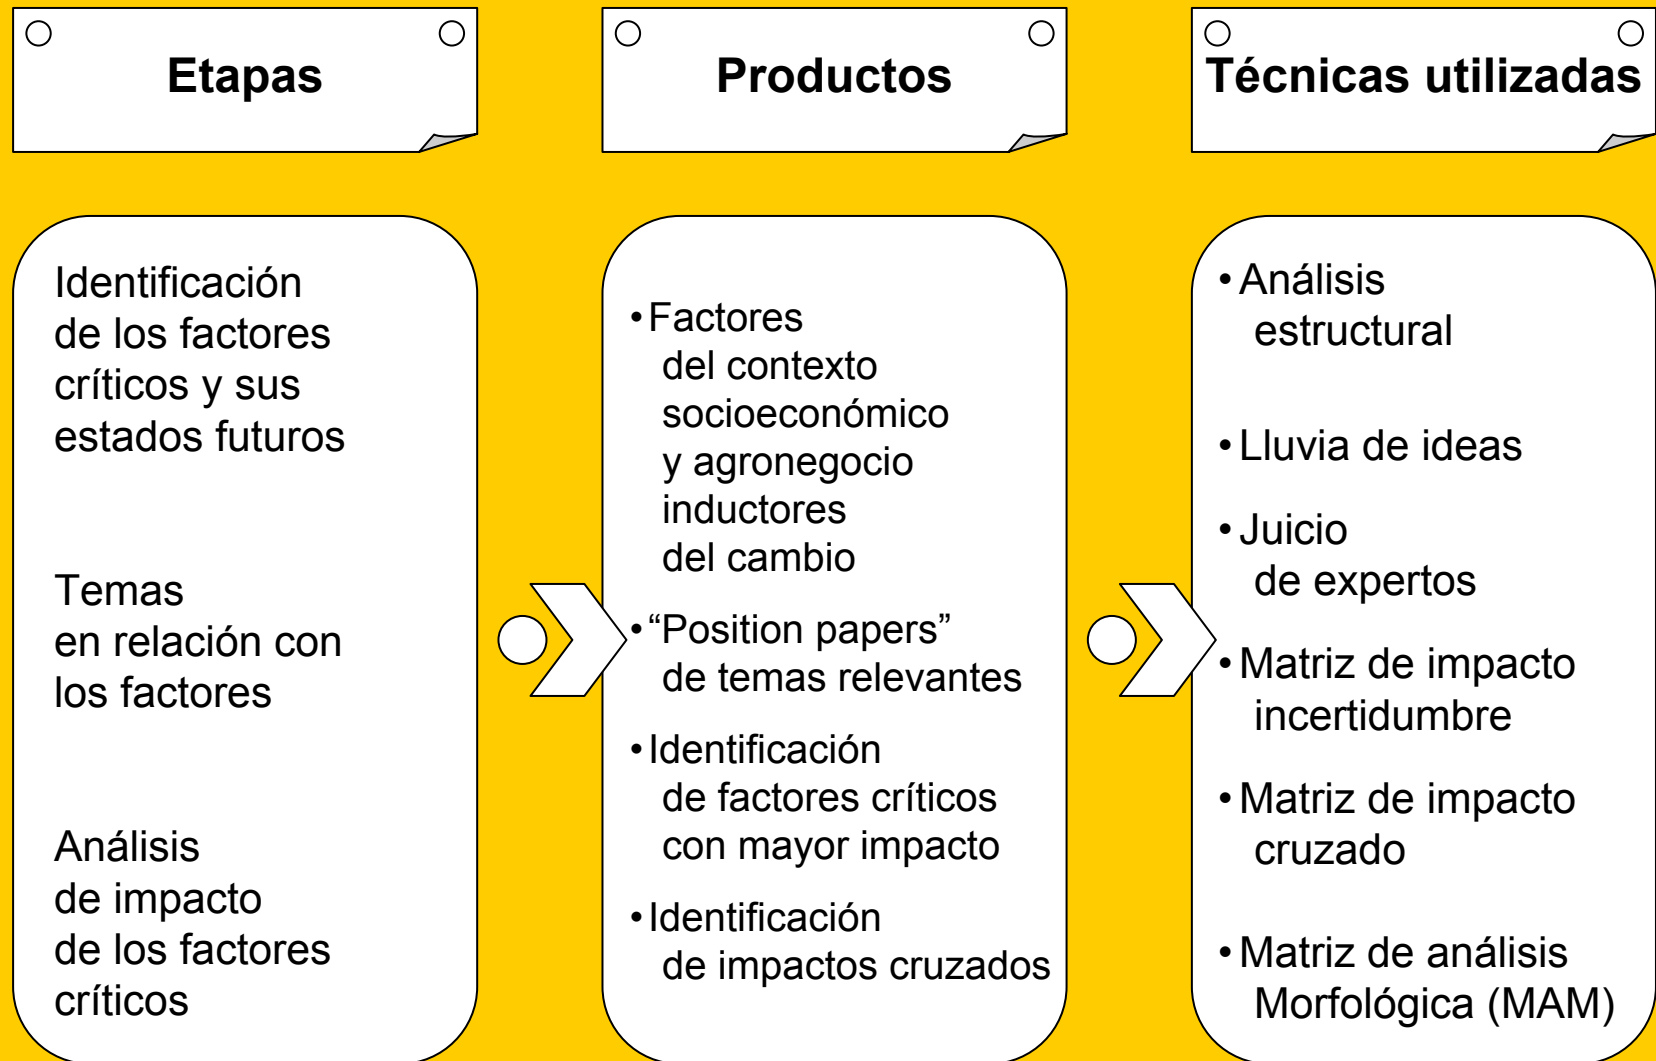 Etapas
Productos
Técnicas utilizadas
Identificación
de los factores
críticos y sus
estados futuros
Temas
en relación con
los factores
Análisis
de impacto
de los factores
críticos
•Factores
del contexto
socioeconómico
y agronegocio
inductores
del cambio
•“Position papers”
de temas relevantes
•Identificación
de factores críticos
con mayor impacto
•Identificación
de impactos cruzados
•Análisis
estructural
•Lluvia de ideas
•Juicio
de expertos
•Matriz de impacto
incertidumbre
•Matriz de impacto
cruzado
•Matriz de análisis
Morfológica (MAM)